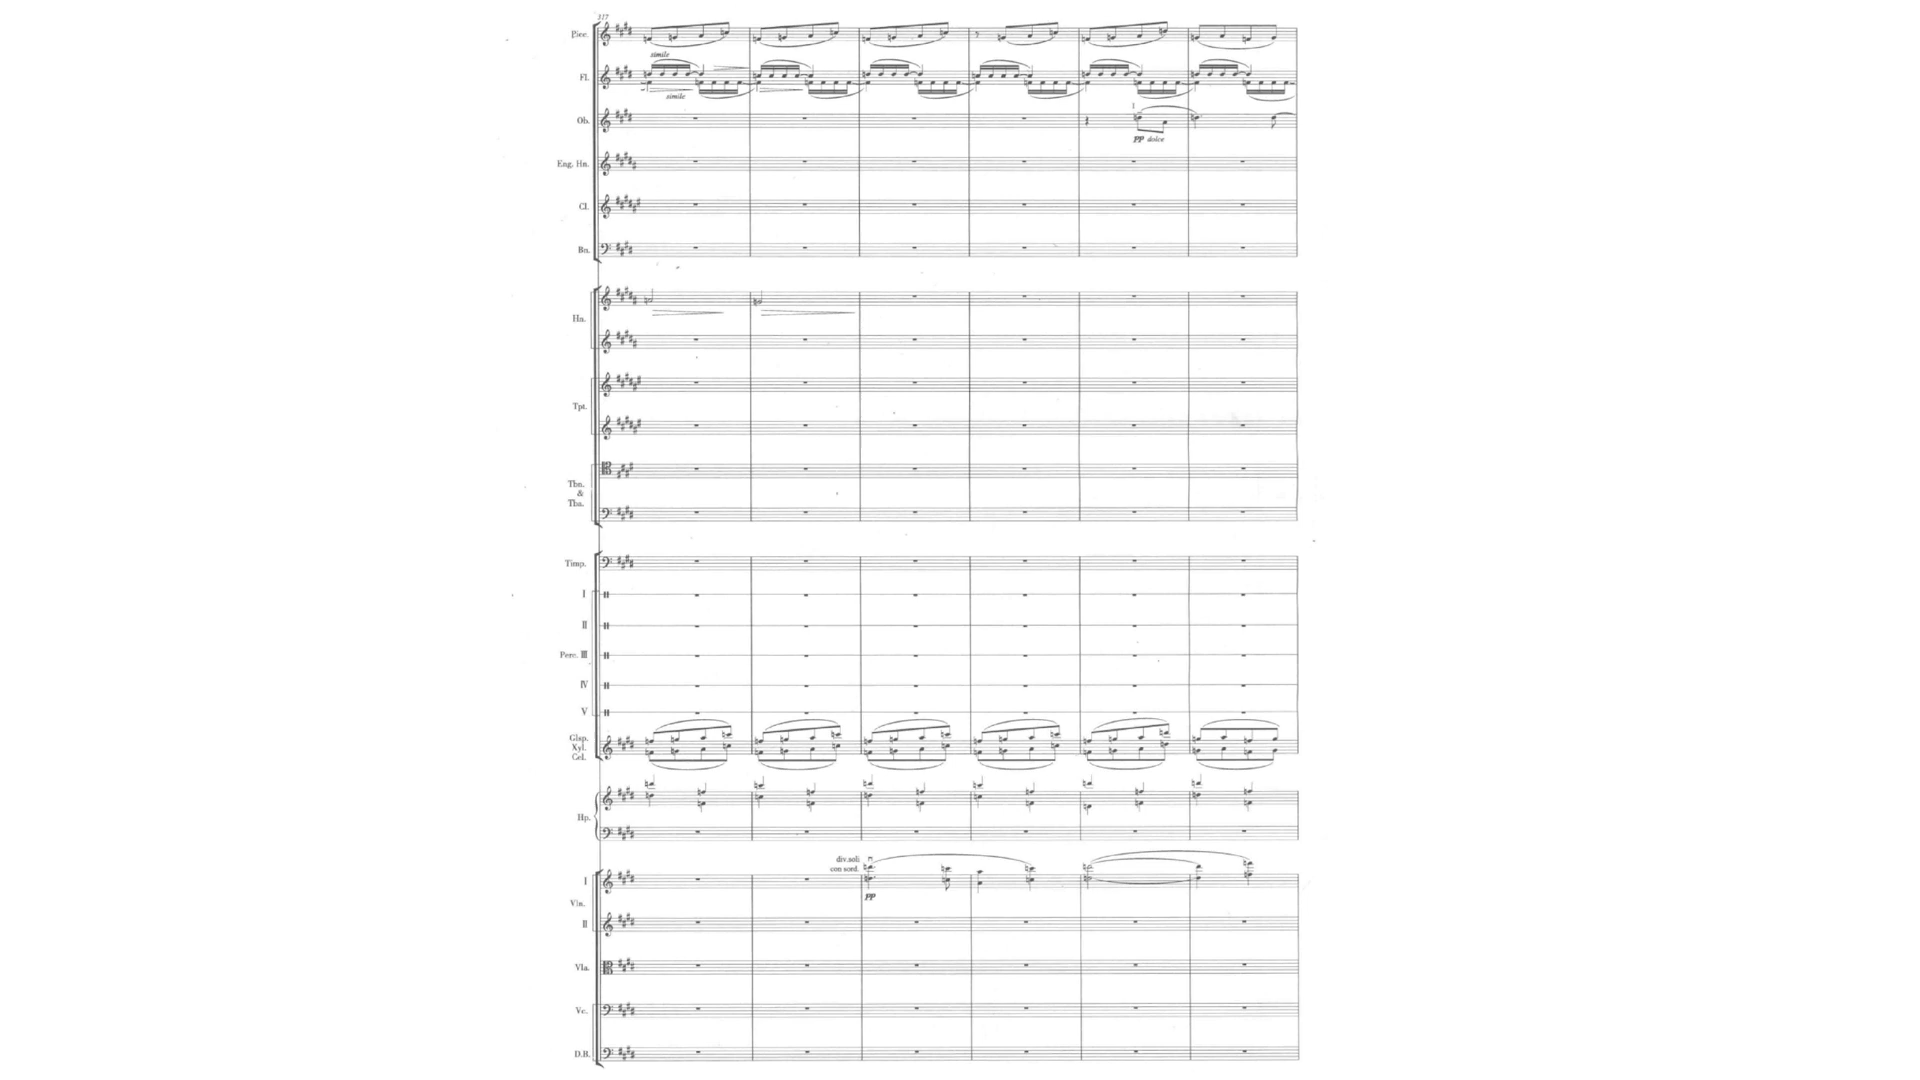 317
Picc.
simile
Fl.
simile
I
Ob.
pp dolce
Eng. Hn.
Cl.
Bn.
Hn.
Tpt.
Tbn.
&
Tba.
Timp.
I
II
Perc. III
IV
V
Glsp.
Xyl.
Cel.
Hp.
div.soli
con sord.
I
pp
Vln.
II
Vla.
Vc.
D.B.